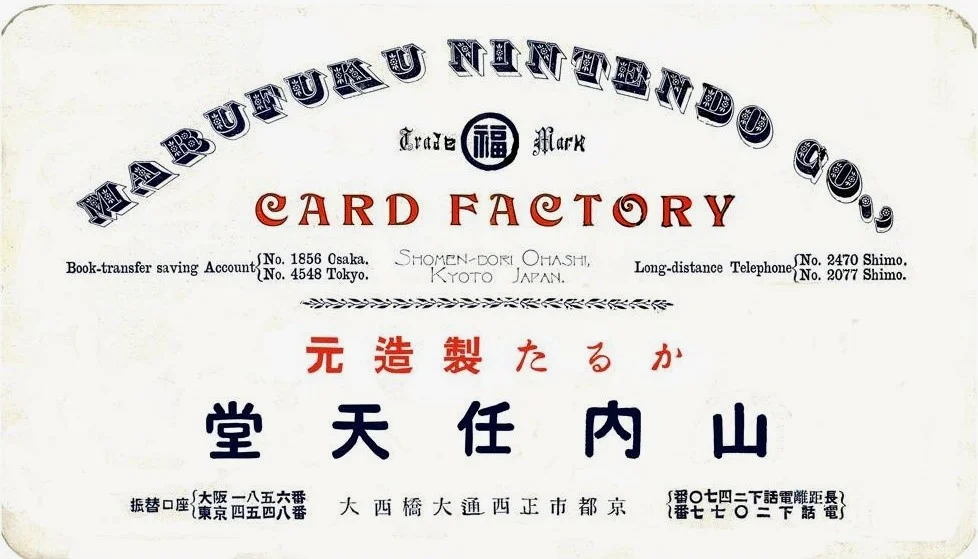 MARUFUKU NINTENDO CO.,
Trade 福 Mark
CARD FACTORY
Book-transfer saving Account {No. 1856 Osaka.
No. 4548 Tokyo.
SHOMEN-DORI OHASHI,
KYOTO JAPAN.
Long-distance Telephone {No. 2470 Shimo.
No. 2077 Shimo.
かるた製造元
山内任天堂
長距離電話下二四七〇番
電話下二〇七七番
京都市正面通大橋西入
振替口座{大阪一八五六番
東京四五四八番